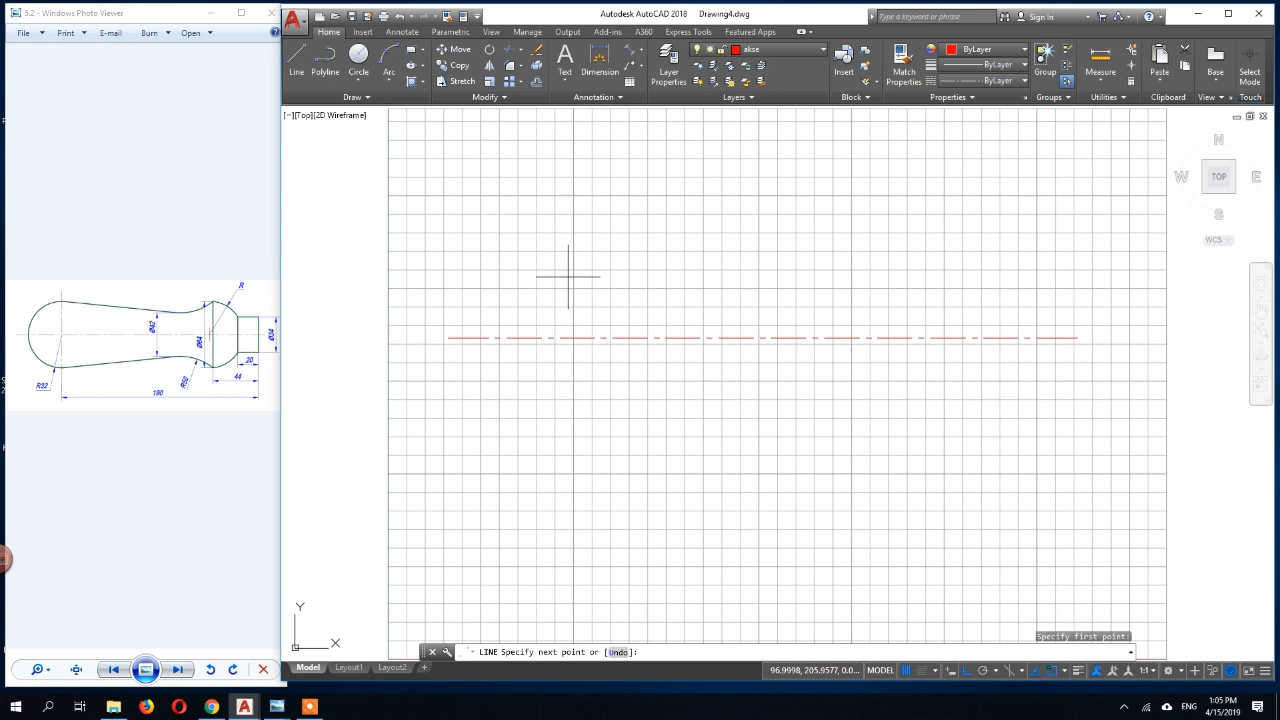 5.2 - Windows Photo Viewer
File
Print
E-mail
Burn
Open
R
Ø42
Ø64
Ø34
R32
R50
20
44
190
A
Autodesk AutoCAD 2018 Drawing4.dwg
Type a keyword or phrase
Sign In
Home
Insert
Annotate
Parametric
View
Manage
Output
Add-ins
A360
Express Tools
Featured Apps
Line
Polyline
Circle
Arc
Draw
Move
Copy
Stretch
Modify
Text
Dimension
Annotation
Layer
Properties
akse
Layers
Insert
Block
Match
Properties
ByLayer
ByLayer
ByLayer
Properties
Group
Groups
Measure
Utilities
Paste
Clipboard
Base
View
Select
Mode
Touch
[−][Top][2D Wireframe]
N
W
TOP
E
S
WCS
Y
X
Specify first point:
LINE Specify next point or [Undo]:
Model
Layout1
Layout2
+
96.9998, 205.9577, 0.0...
MODEL
1:1
ENG
1:05 PM
4/15/2019